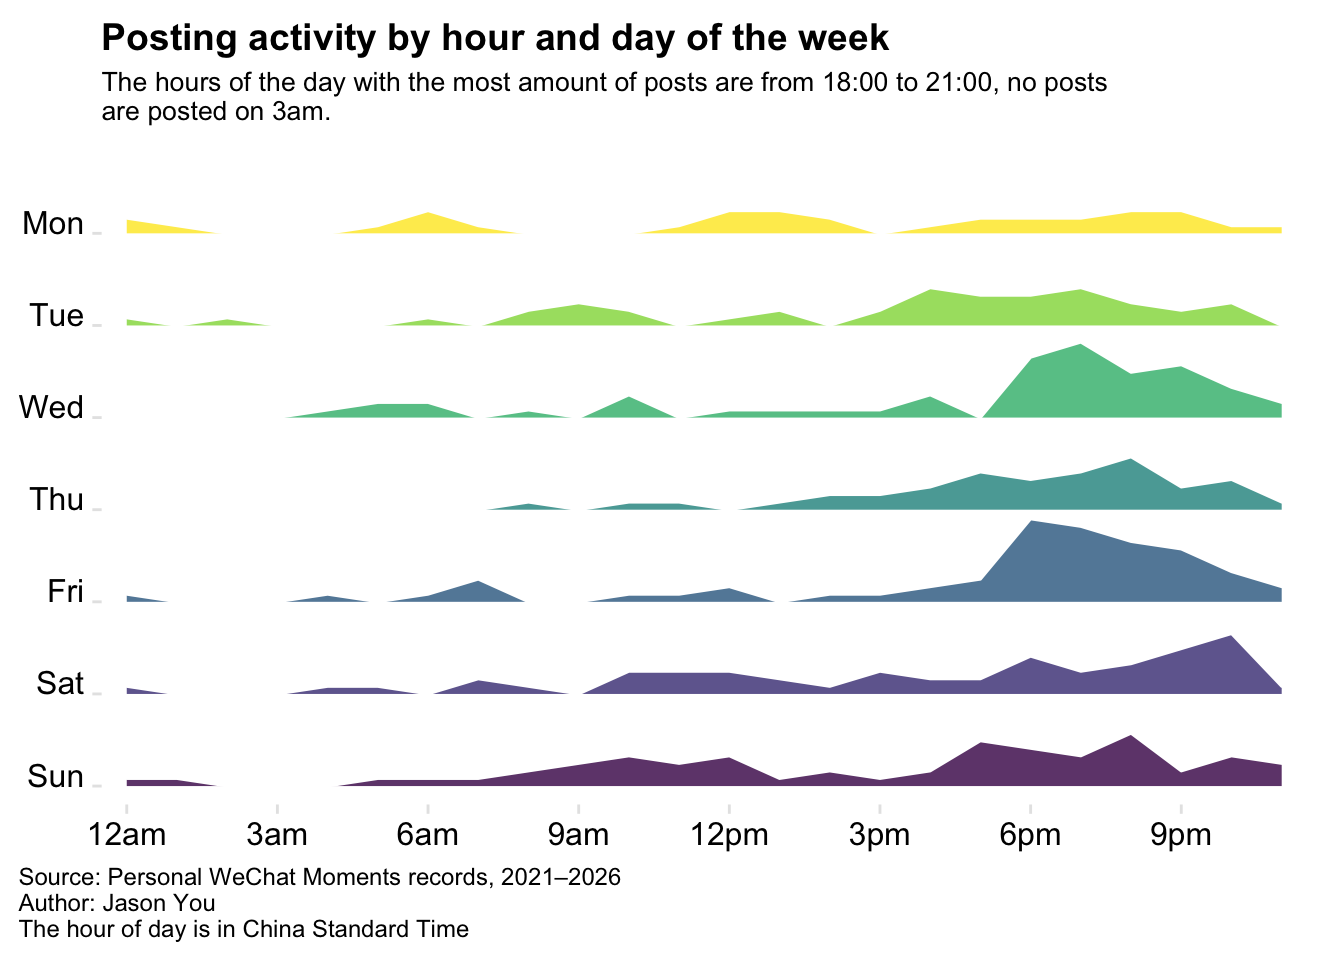 Posting activity by hour and day of the week
The hours of the day with the most amount of posts are from 18:00 to 21:00, no posts
are posted on 3am.
Mon
Tue
Wed
Thu
Fri
Sat
Sun
12am 3am 6am 9am 12pm 3pm 6pm 9pm
Source: Personal WeChat Moments records, 2021–2026
Author: Jason You
The hour of day is in China Standard Time